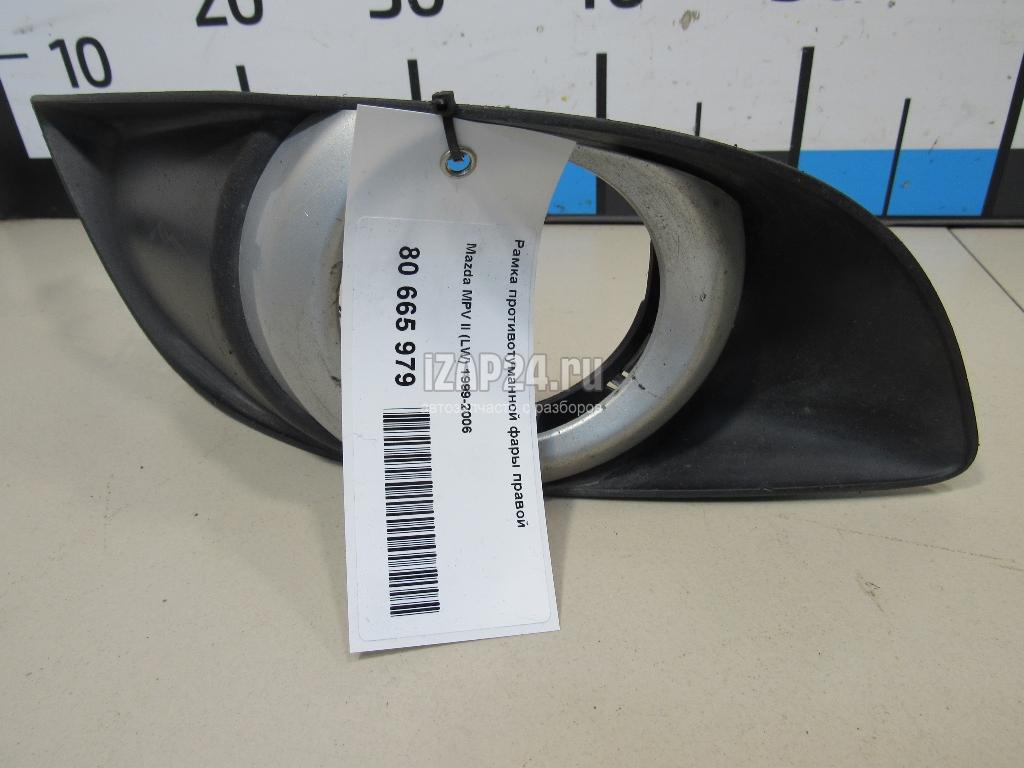 10 20 30 40
Рамка противотуманной фары правой
Mazda MPV II (LW) 1999-2006
80 665 979
iZAP24.ru
автозапчасти с разборов